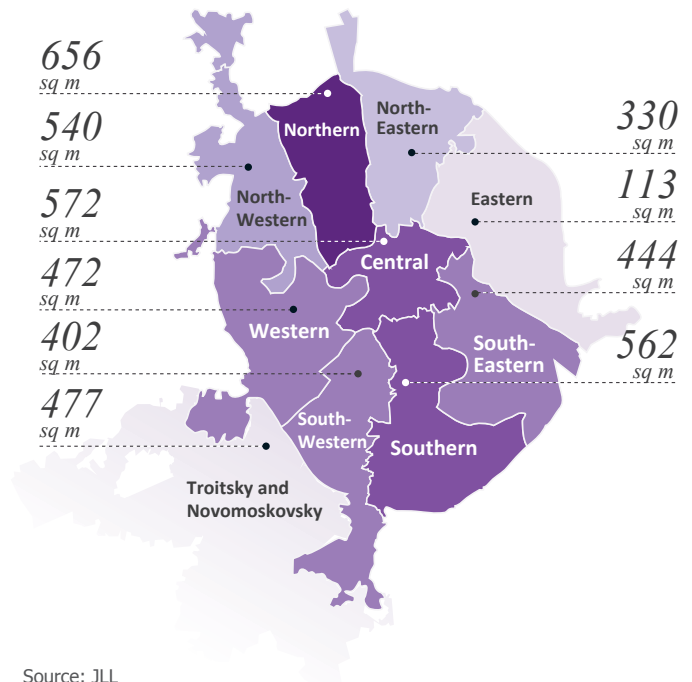 656
sq m
540
sq m
572
sq m
472
sq m
402
sq m
477
sq m
Northern
North-
Eastern
North-
Western
Eastern
Central
Western
South-
Eastern
South-
Western
Southern
Troitsky and
Novomoskovsky
330
113
sq m
sq m
444
sq m
562
sq m
Source: JLL